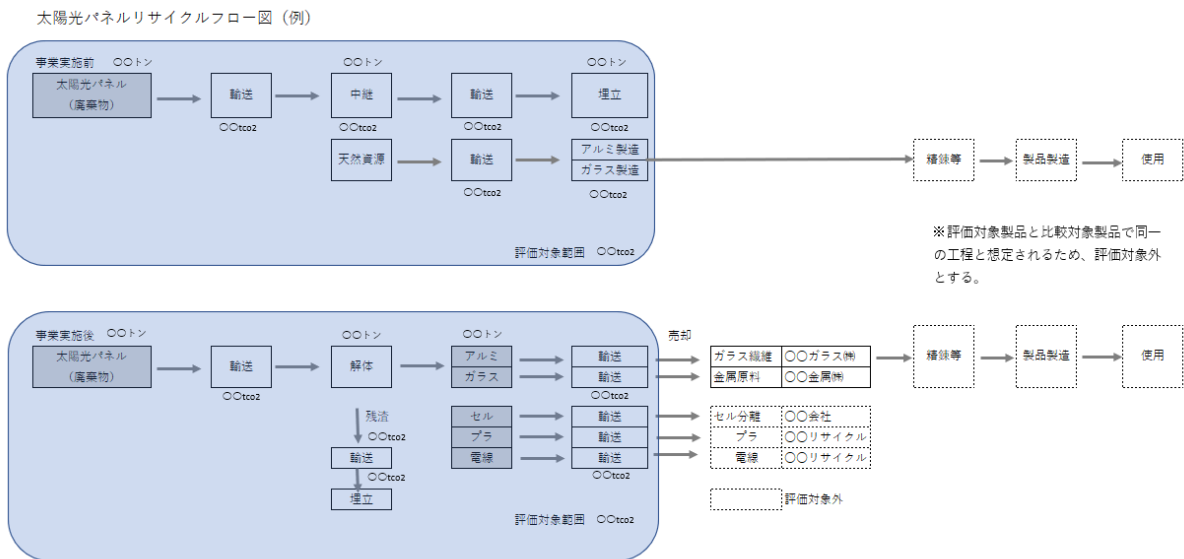 太陽光パネルリサイクルフロー図（例）
事業実施前　〇〇トン
〇〇トン
〇〇トン
太陽光パネル
（廃棄物）
輸送
中継
輸送
埋立
〇〇tco2
〇〇tco2
〇〇tco2
〇〇tco2
天然資源
輸送
アルミ製造
ガラス製造
精錬等
製品製造
使用
〇〇tco2
〇〇tco2
※評価対象製品と比較対象製品で同一
の工程と想定されるため、評価対象外
とする。
評価対象範囲　〇〇tco2
事業実施後　〇〇トン
〇〇トン
〇〇トン
売却
太陽光パネル
（廃棄物）
輸送
解体
アルミ
輸送
ガラス繊維
〇〇ガラス㈱
精錬等
製品製造
使用
ガラス
輸送
金属原料
〇〇金属㈱
〇〇tco2
〇〇tco2
残渣
〇〇tco2
セル
輸送
セル分離
〇〇会社
プラ
輸送
プラ
〇〇リサイクル
輸送
電線
輸送
電線
〇〇リサイクル
〇〇tco2
〇〇tco2
埋立
評価対象外
評価対象範囲　〇〇tco2